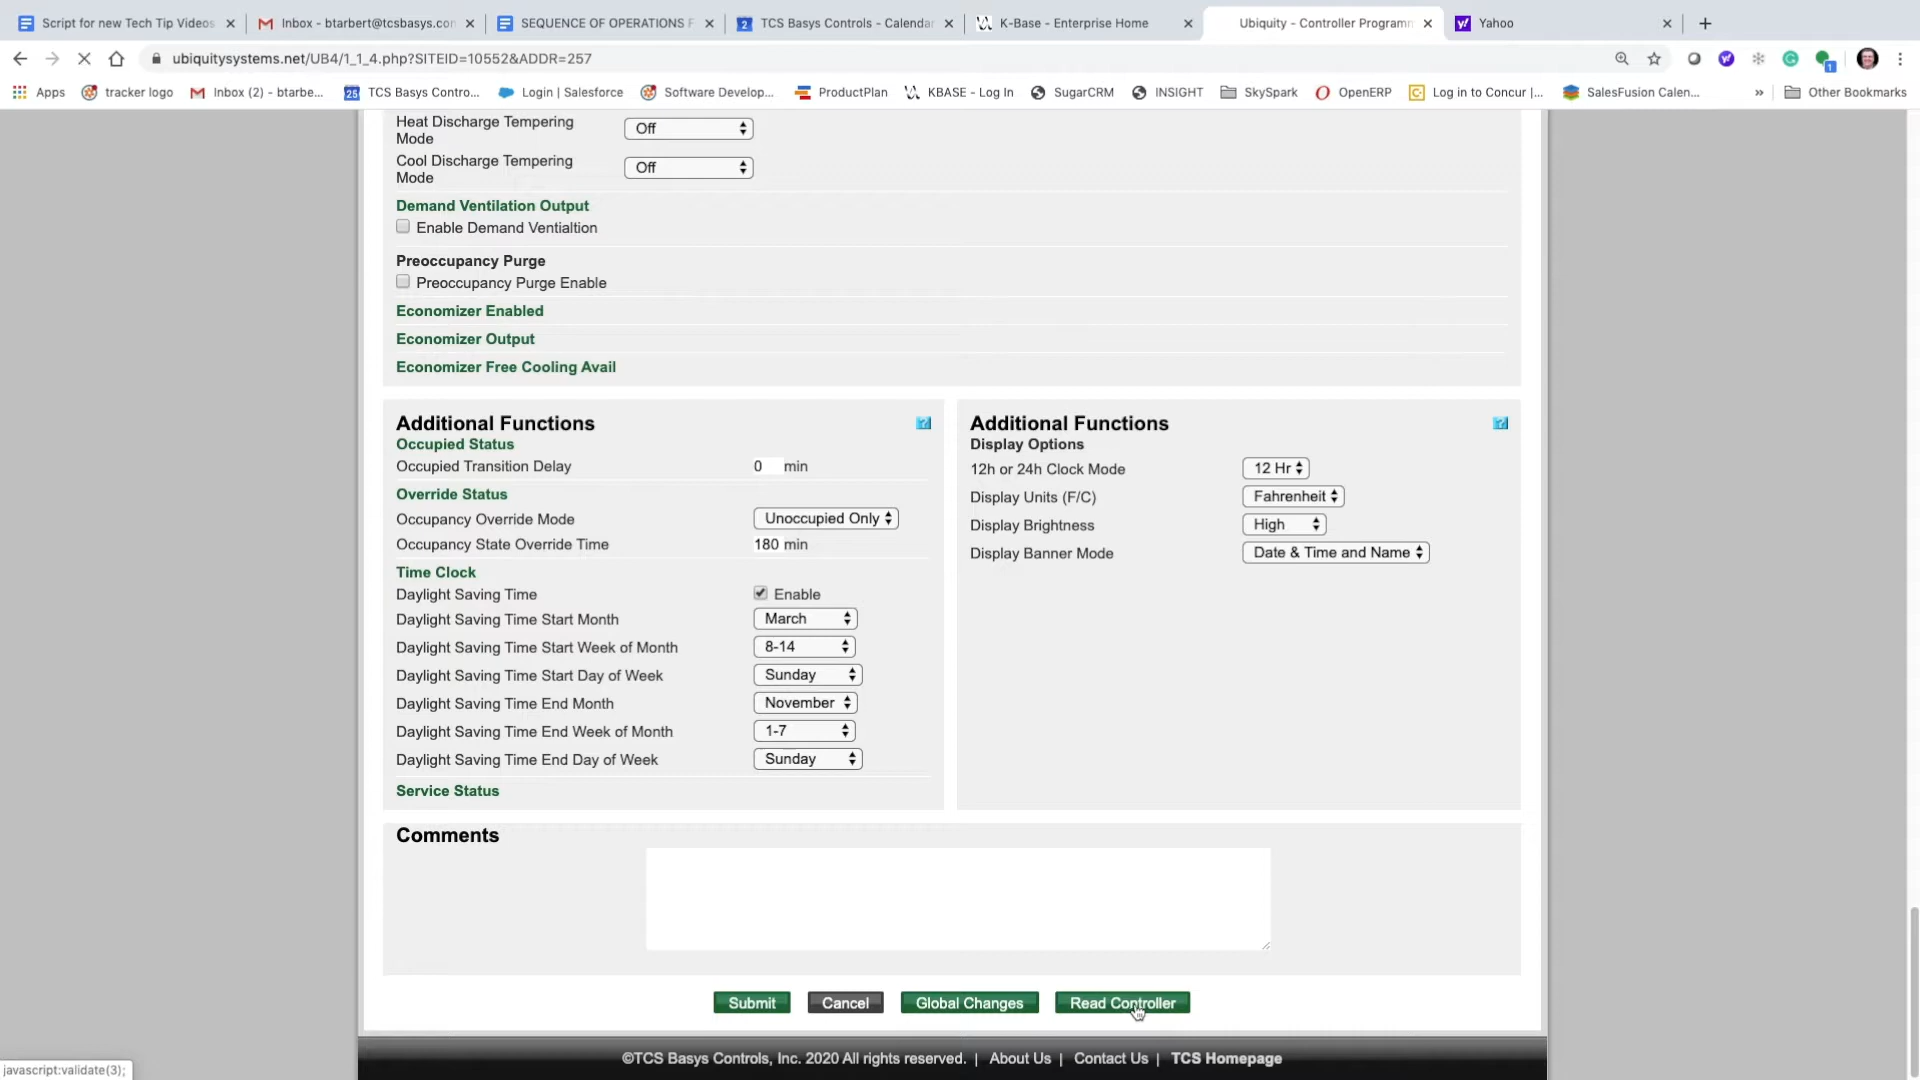 Script for new Tech Tip Videos
Inbox - btarbert@tcsbasys.con
SEQUENCE OF OPERATIONS F
2 TCS Basys Controls - Calendar
K-Base - Enterprise Home
Ubiquity - Controller Programm
Yahoo
ubiquitysystems.net/UB4/1_1_4.php?SITEID=10552&ADDR=257
1
Apps
tracker logo
Inbox (2) - btarbe...
25 TCS Basys Contro...
Login | Salesforce
Software Develop...
ProductPlan
KBASE - Log In
SugarCRM
INSIGHT
SkySpark
OpenERP
Log in to Concur |...
SalesFusion Calen...
»
Other Bookmarks
Heat Discharge Tempering
Mode
Off
Cool Discharge Tempering
Mode
Off
Demand Ventilation Output
Enable Demand Ventialtion
Preoccupancy Purge
Preoccupancy Purge Enable
Economizer Enabled
Economizer Output
Economizer Free Cooling Avail
Additional Functions
?
Occupied Status
Occupied Transition Delay 0 min
Override Status
Occupancy Override Mode Unoccupied Only
Occupancy State Override Time 180 min
Time Clock
Daylight Saving Time Enable
Daylight Saving Time Start Month March
Daylight Saving Time Start Week of Month 8-14
Daylight Saving Time Start Day of Week Sunday
Daylight Saving Time End Month November
Daylight Saving Time End Week of Month 1-7
Daylight Saving Time End Day of Week Sunday
Service Status
Additional Functions
?
Display Options
12h or 24h Clock Mode 12 Hr
Display Units (F/C) Fahrenheit
Display Brightness High
Display Banner Mode Date & Time and Name
Comments
Submit
Cancel
Global Changes
Read Controller
©TCS Basys Controls, Inc. 2020 All rights reserved. | About Us | Contact Us | TCS Homepage
javascript:validate(3);